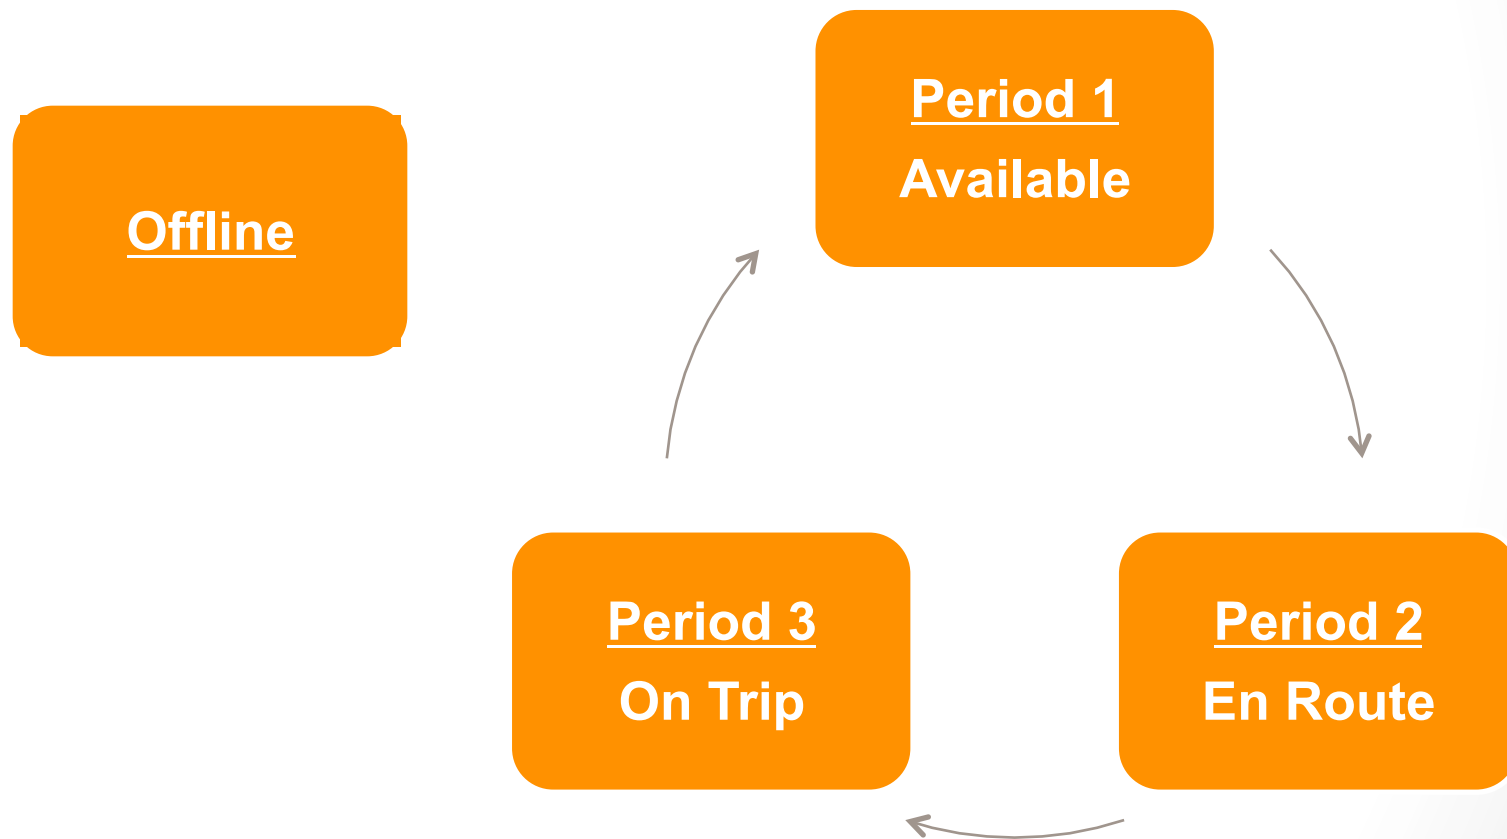 Offline
Period 1
Available
Period 2
En Route
Period 3
On Trip